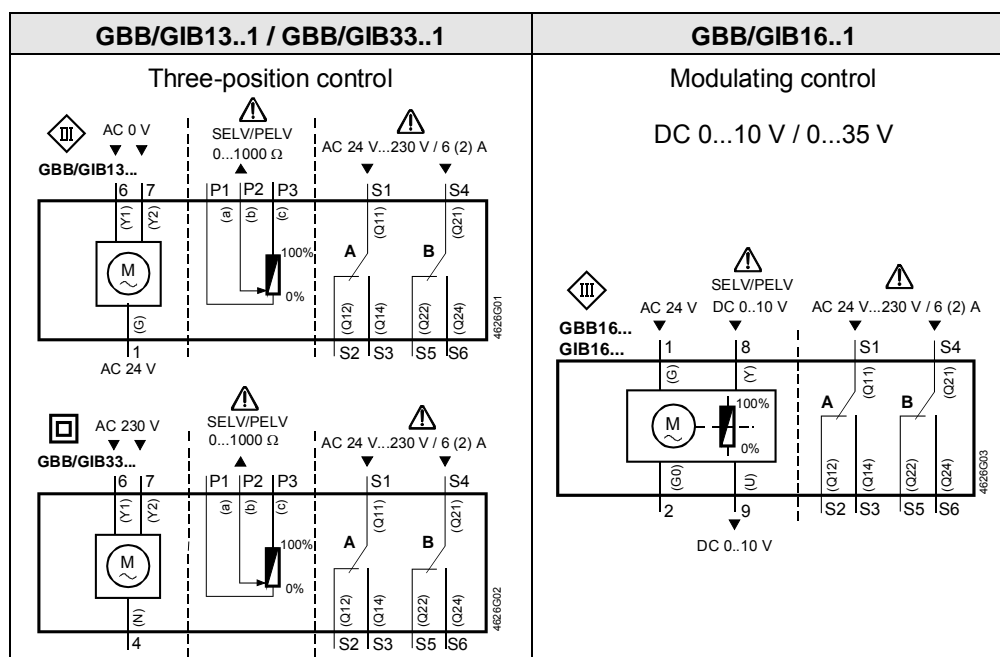 GBB/GIB13..1 / GBB/GIB33..1
Three-position control
III
AC 0 V
SELV/PELV
0...1000 Ω
AC 24 V...230 V / 6 (2) A
GBB/GIB13...
6 7 P1 P2 P3 S1 S4
(Y1) (Y2) (a) (b) (c) (Q11) (Q21)
M
100%
0%
A B
(G) (Q12) (Q14) (Q22) (Q24)
1 S2 S3 S5 S6
AC 24 V
4626G01
AC 230 V
SELV/PELV
0...1000 Ω
AC 24 V...230 V / 6 (2) A
GBB/GIB33...
6 7 P1 P2 P3 S1 S4
(Y1) (Y2) (a) (b) (c) (Q11) (Q21)
M
100%
0%
A B
(N) (Q12) (Q14) (Q22) (Q24)
4 S2 S3 S5 S6
4626G02
GBB/GIB16..1
Modulating control
DC 0...10 V / 0...35 V
III
SELV/PELV
AC 24 V DC 0..10 V AC 24 V...230 V / 6 (2) A
GBB16...
GIB16...
1 8 S1 S4
(G) (Y) (Q11) (Q21)
M
100%
0%
A B
(G0) (U) (Q12) (Q14) (Q22) (Q24)
2 9 S2 S3 S5 S6
DC 0..10 V
4626G03